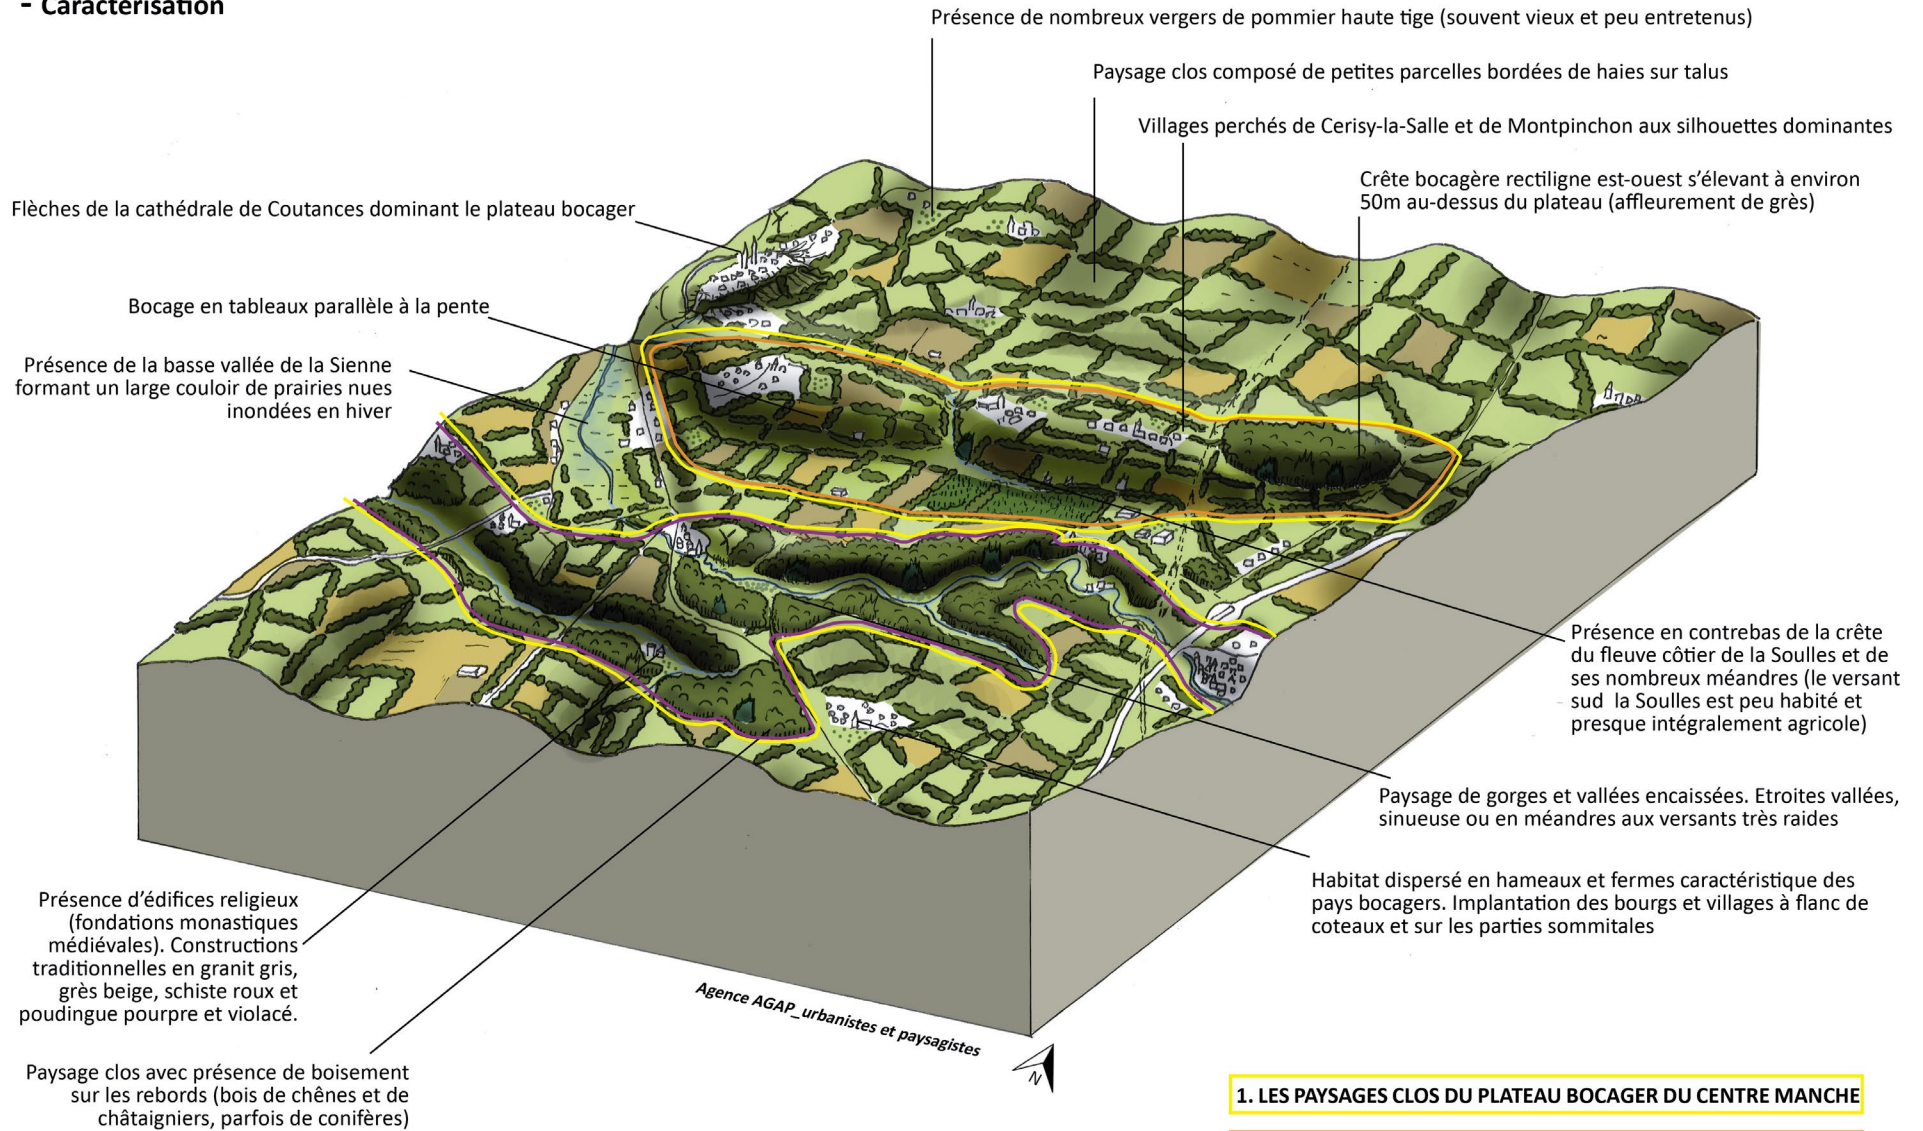 - Caractérisation
Présence de nombreux vergers de pommier haute tige (souvent vieux et peu entretenus)
Paysage clos composé de petites parcelles bordées de haies sur talus
Villages perchés de Cerisy-la-Salle et de Montpinchon aux silhouettes dominantes
Crête bocagère rectiligne est-ouest s’élevant à environ
50m au-dessus du plateau (affleurement de grès)
Flèches de la cathédrale de Coutances dominant le plateau bocager
Bocage en tableaux parallèle à la pente
Présence de la basse vallée de la Sienne
formant un large couloir de prairies nues
inondées en hiver
Présence en contrebas de la crête
du fleuve côtier de la Soulles et de
ses nombreux méandres (le versant
sud la Soulles est peu habité et
presque intégralement agricole)
Paysage de gorges et vallées encaissées. Etroites vallées,
sinueuse ou en méandres aux versants très raides
Habitat dispersé en hameaux et fermes caractéristique des
pays bocagers. Implantation des bourgs et villages à flanc de
coteaux et sur les parties sommitales
Présence d’édifices religieux
(fondations monastiques
médiévales). Constructions
traditionnelles en granit gris,
grès beige, schiste roux et
poudingue pourpre et violacé.
Paysage clos avec présence de boisement
sur les rebords (bois de chênes et de
châtaigniers, parfois de conifères)
Agence AGAP_urbanistes et paysagistes
N
1. LES PAYSAGES CLOS DU PLATEAU BOCAGER DU CENTRE MANCHE